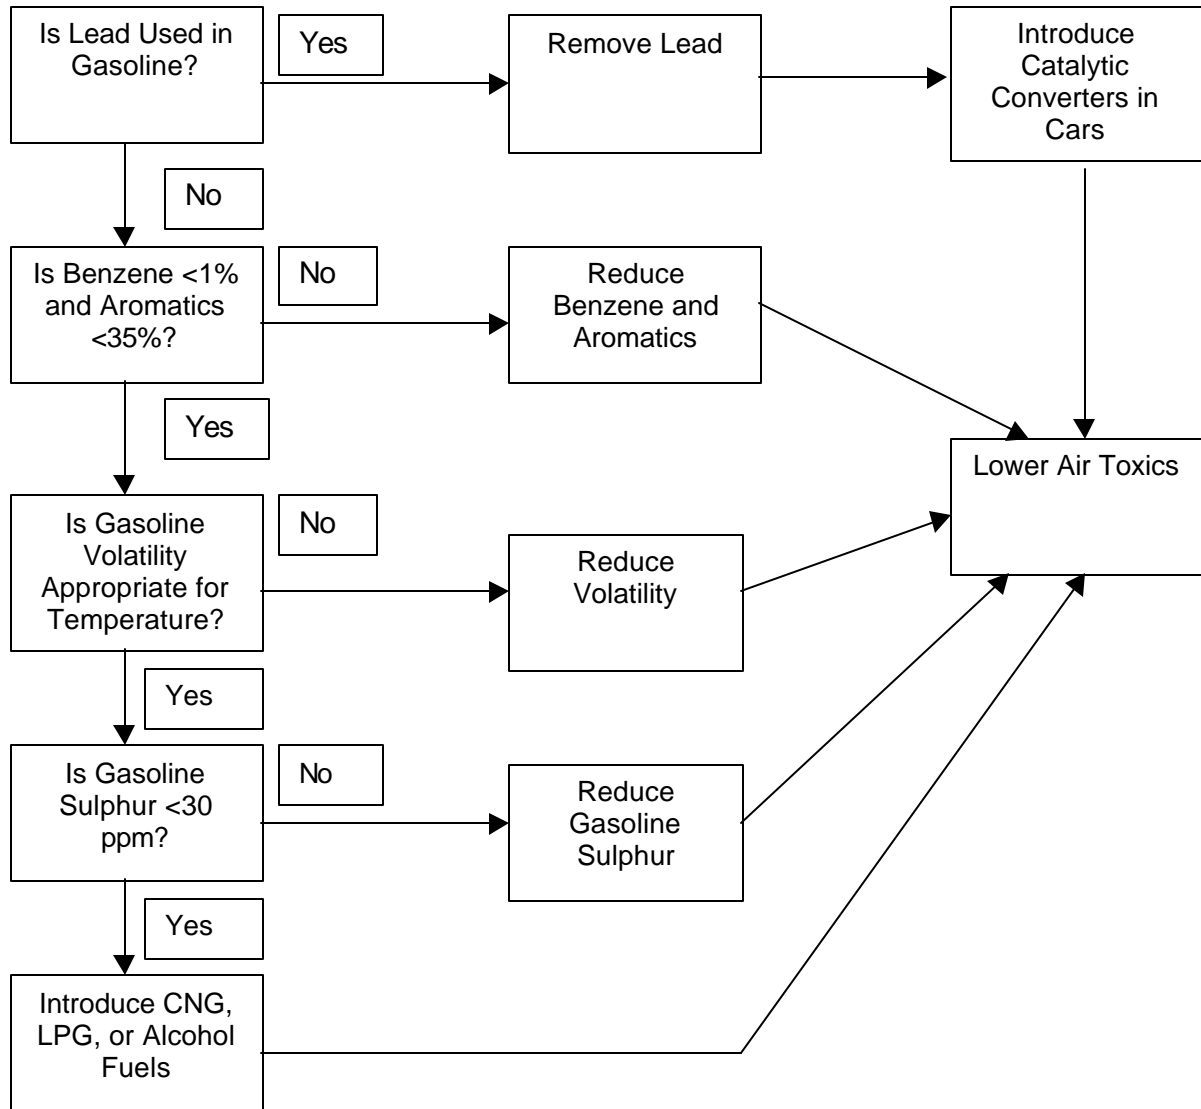 Is Lead Used in
Gasoline?
Yes
Remove Lead
Introduce
Catalytic
Converters in
Cars
No
Is Benzene <1%
and Aromatics
<35%?
No
Reduce
Benzene and
Aromatics
Yes
Lower Air Toxics
Is Gasoline
Volatility
Appropriate for
Temperature?
No
Reduce
Volatility
Yes
Is Gasoline
Sulphur <30
ppm?
No
Reduce
Gasoline
Sulphur
Yes
Introduce CNG,
LPG, or Alcohol
Fuels